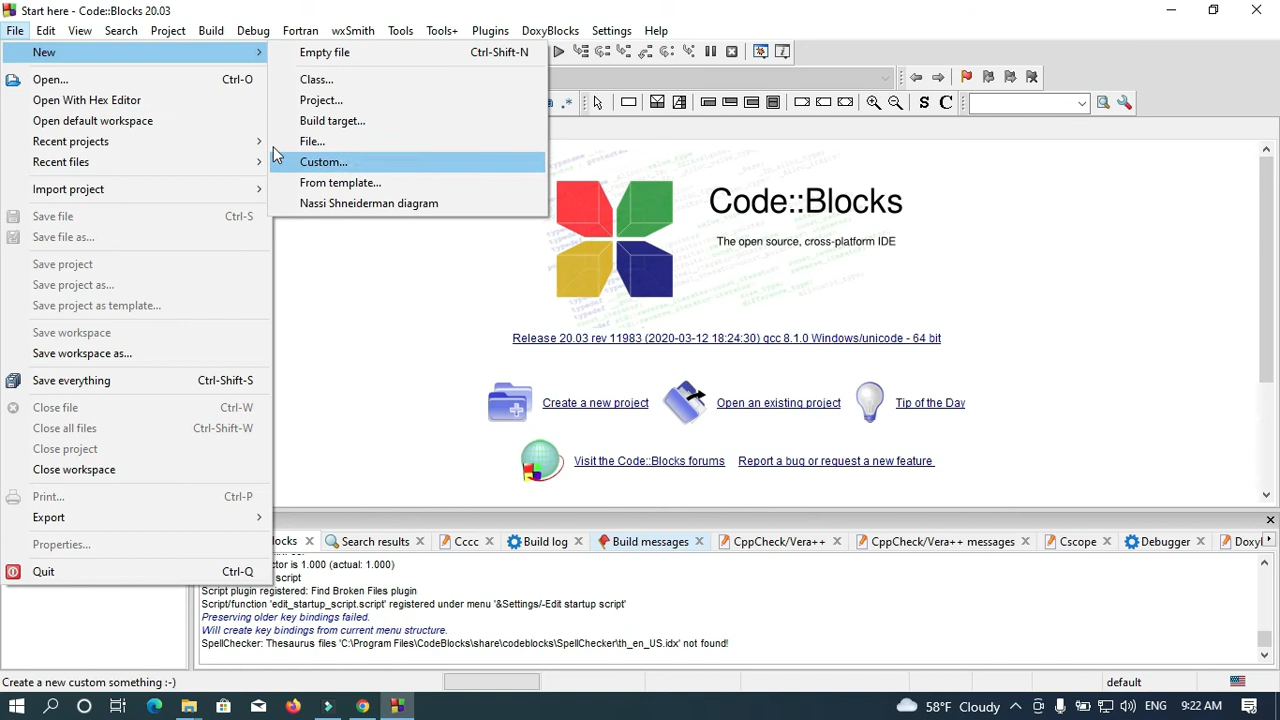 Start here - Code::Blocks 20.03
File Edit View Search Project Build Debug Fortran wxSmith Tools Tools+ Plugins DoxyBlocks Settings Help
New
Open... Ctrl-O
Open With Hex Editor
Open default workspace
Recent projects
Recent files
Import project
Save file Ctrl-S
Save file as...
Save project
Save project as...
Save project as template...
Save workspace
Save workspace as...
Save everything Ctrl-Shift-S
Close file Ctrl-W
Close all files Ctrl-Shift-W
Close project
Close workspace
Print... Ctrl-P
Export
Properties...
Quit Ctrl-Q
Empty file Ctrl-Shift-N
Class...
Project...
Build target...
File...
Custom...
From template...
Nassi Shneiderman diagram
S C
Code::Blocks
The open source, cross-platform IDE
Release 20.03 rev 11983 (2020-03-12 18:24:30) gcc 8.1.0 Windows/unicode - 64 bit
Create a new project Open an existing project Tip of the Day
Visit the Code::Blocks forums Report a bug or request a new feature
locks Search results Cccc Build log Build messages CppCheck/Vera++ CppCheck/Vera++ messages Cscope Debugger Doxyl
ctor is 1.000 (actual: 1.000)
script
Script plugin registered: Find Broken Files plugin
Script/function 'edit_startup_script.script' registered under menu '&Settings/-Edit startup script'
Preserving older key bindings failed.
Will create key bindings from current menu structure.
SpellChecker: Thesaurus files 'C:\Program Files\CodeBlocks\share\codeblocks\SpellChecker\th_en_US.idx' not found!
Create a new custom something :-) default
58°F Cloudy ENG 9:22 AM